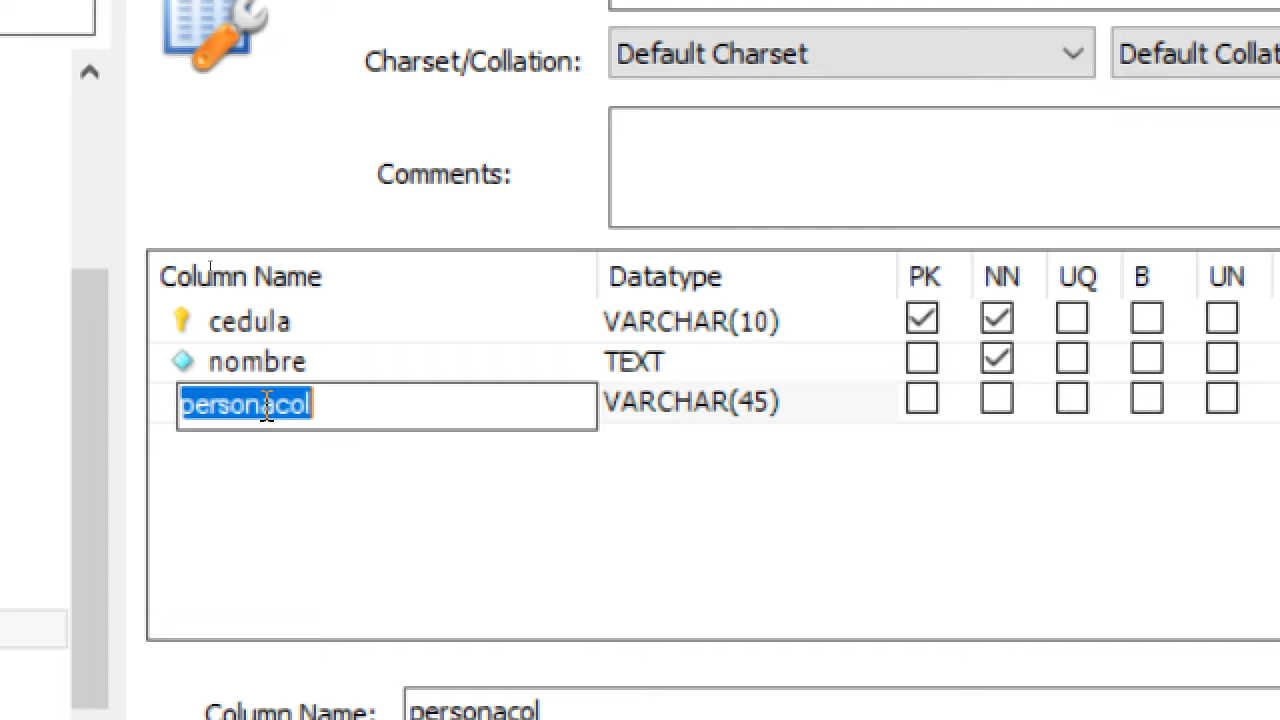 Charset/Collation: Default Charset Default
Comments:
Column Name Datatype PK NN UQ B UN
cedula VARCHAR(10)
nombre TEXT
personacol VARCHAR(45)
Column Name: personacol